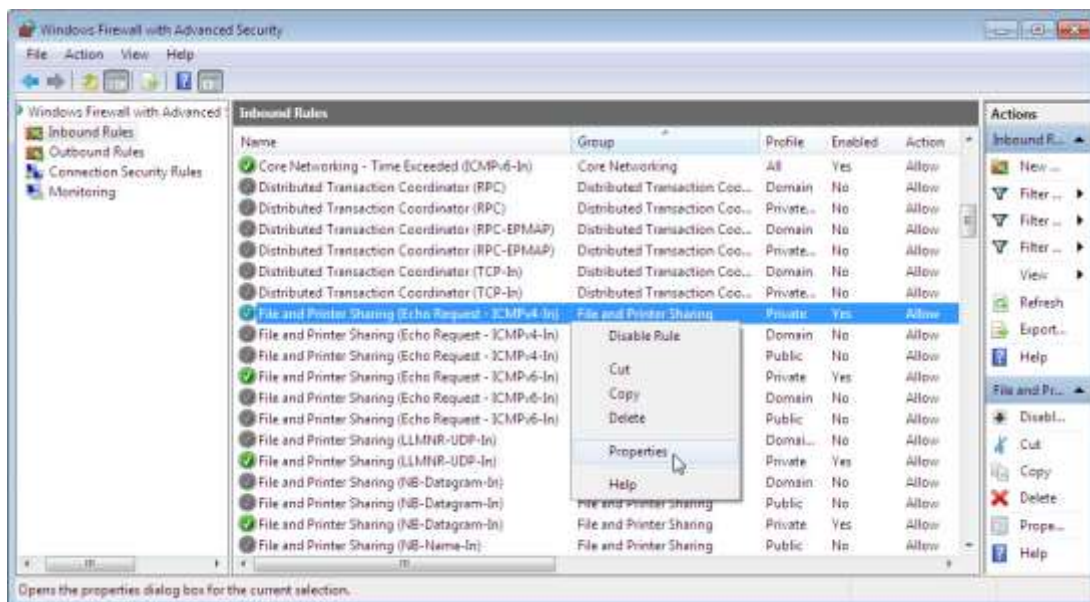 Windows Firewall with Advanced Security
File Action View Help
Windows Firewall with Advanced S
Inbound Rules
Outbound Rules
Connection Security Rules
Monitoring
Inbound Rules
Name Group Profile Enabled Action
Core Networking - Time Exceeded (ICMPv6-In) Core Networking All Yes Allow
Distributed Transaction Coordinator (RPC) Distributed Transaction Coo... Domain No Allow
Distributed Transaction Coordinator (RPC) Distributed Transaction Coo... Private... No Allow
Distributed Transaction Coordinator (RPC-EPMAP) Distributed Transaction Coo... Domain No Allow
Distributed Transaction Coordinator (RPC-EPMAP) Distributed Transaction Coo... Private... No Allow
Distributed Transaction Coordinator (TCP-In) Distributed Transaction Coo... Domain No Allow
Distributed Transaction Coordinator (TCP-In) Distributed Transaction Coo... Private... No Allow
File and Printer Sharing (Echo Request - ICMPv4-In) File and Printer Sharing Private Yes Allow
File and Printer Sharing (Echo Request - ICMPv4-In) Domain No Allow
File and Printer Sharing (Echo Request - ICMPv4-In) Public No Allow
File and Printer Sharing (Echo Request - ICMPv6-In) Private Yes Allow
File and Printer Sharing (Echo Request - ICMPv6-In) Domain No Allow
File and Printer Sharing (Echo Request - ICMPv6-In) Public No Allow
File and Printer Sharing (LLMNR-UDP-In) Domai... No Allow
File and Printer Sharing (LLMNR-UDP-In) Private Yes Allow
File and Printer Sharing (NB-Datagram-In) Domain No Allow
File and Printer Sharing (NB-Datagram-In) File and Printer Sharing Public No Allow
File and Printer Sharing (NB-Datagram-In) File and Printer Sharing Private Yes Allow
File and Printer Sharing (NB-Name-In) File and Printer Sharing Public No Allow
Disable Rule
Cut
Copy
Delete
Properties
Help
Actions
Inbound R...
New ...
Filter ...
Filter ...
Filter ...
View
Refresh
Export...
Help
File and Pr...
Disabl...
Cut
Copy
Delete
Prope...
Help
Opens the properties dialog box for the current selection.